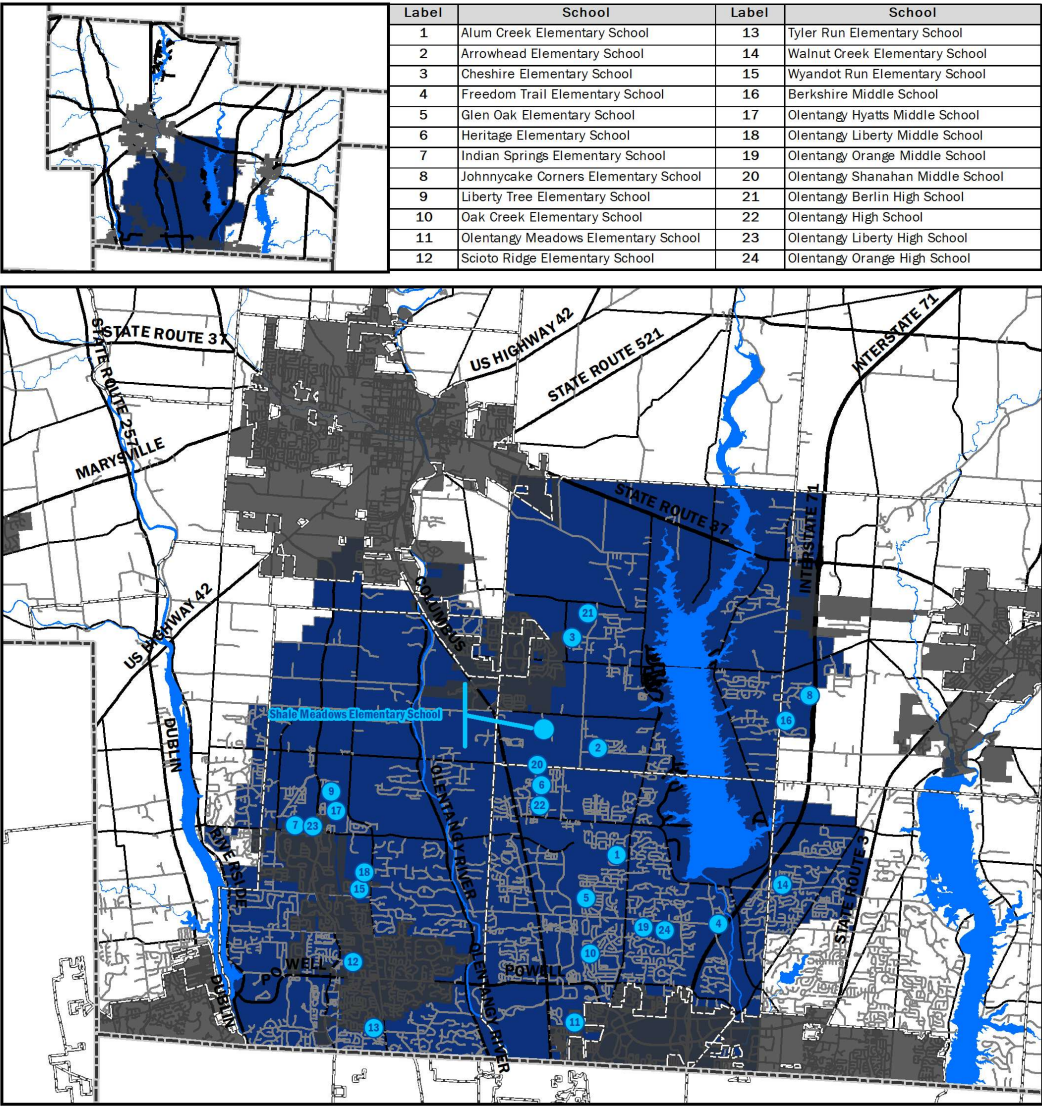 Label School Label School
1 Alum Creek Elementary School 13 Tyler Run Elementary School
2 Arrowhead Elementary School 14 Walnut Creek Elementary School
3 Cheshire Elementary School 15 Wyandot Run Elementary School
4 Freedom Trail Elementary School 16 Berkshire Middle School
5 Glen Oak Elementary School 17 Olentangy Hyatts Middle School
6 Heritage Elementary School 18 Olentangy Liberty Middle School
7 Indian Springs Elementary School 19 Olentangy Orange Middle School
8 Johnnycake Corners Elementary School 20 Olentangy Shanahan Middle School
9 Liberty Tree Elementary School 21 Olentangy Berlin High School
10 Oak Creek Elementary School 22 Olentangy High School
11 Olentangy Meadows Elementary School 23 Olentangy Liberty High School
12 Scioto Ridge Elementary School 24 Olentangy Orange High School
STATE ROUTE 37
STATE ROUTE 257
US HIGHWAY 42
STATE ROUTE 521
INTERSTATE 71
MARYSVILLE
STATE ROUTE 37
INTERSTATE 71
COLUMBUS
US HIGHWAY 42
21
3
8
Shale Meadows Elementary School
16
DUBLIN
2
20
OLENTANGY RIVER
6
9
22
17
7
23
RIVERSIDE
STATE ROUTE 3
1
18
15
14
5
19
24
4
10
12
POWELL
POWELL
OLENTANGY RIVER
DUBLIN
11
13